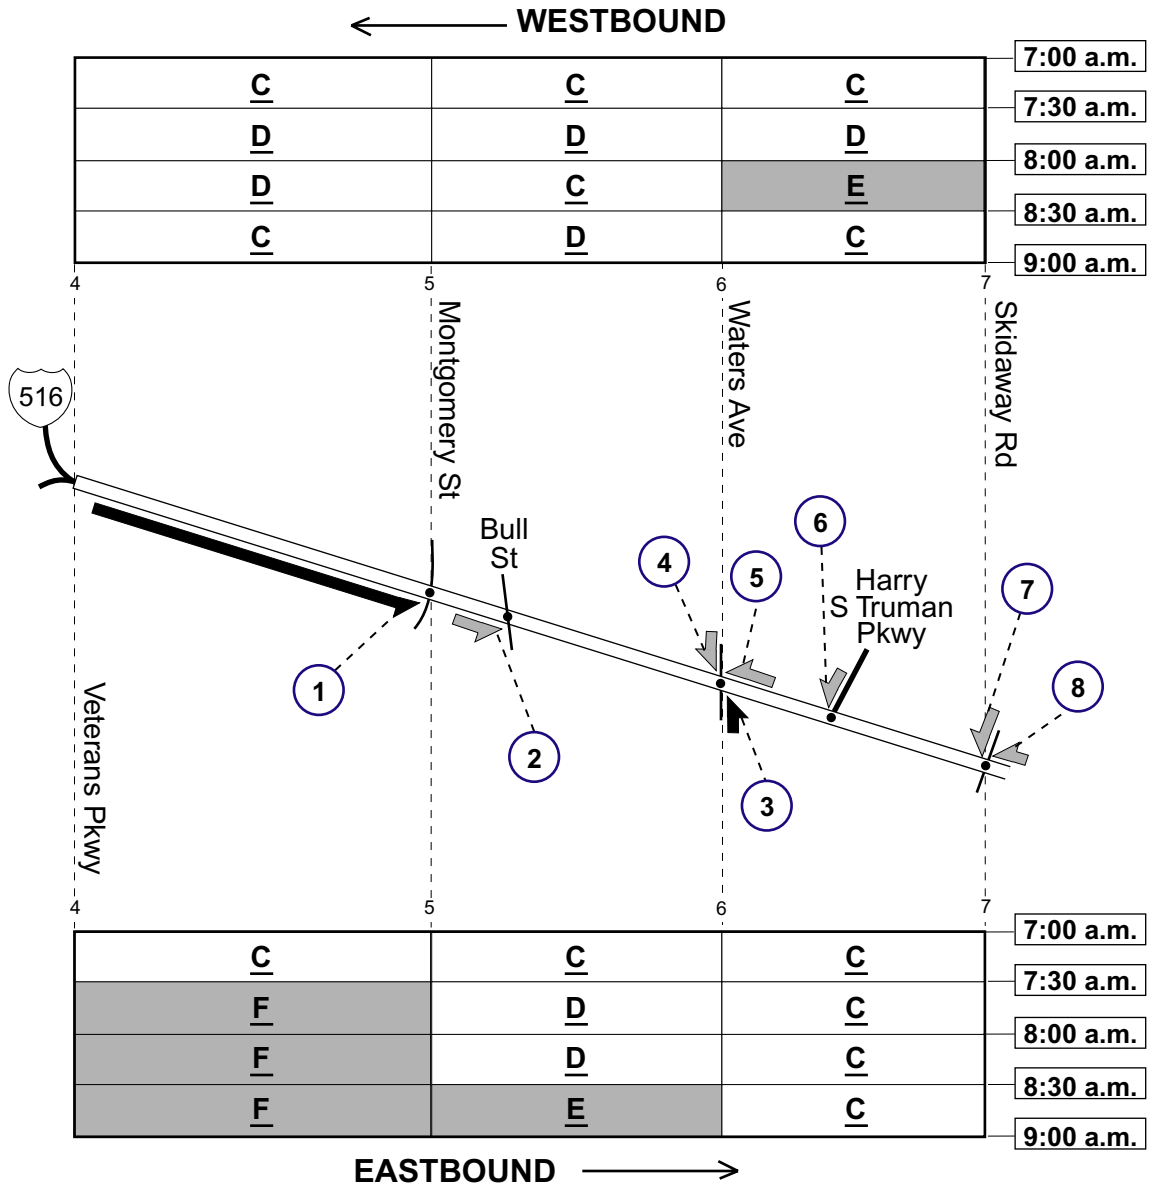 WESTBOUND
7:00 a.m.
C C C
7:30 a.m.
D D D
8:00 a.m.
D C E
8:30 a.m.
C D C
9:00 a.m.
4 5 6 7
Montgomery St
Waters Ave
Skidaway Rd
516
Bull
St
6
4
5
Harry
S Truman
Pkwy
7
1
8
Veterans Pkwy
2
3
4 5 6 7
7:00 a.m.
C C C
7:30 a.m.
F D C
8:00 a.m.
F D C
8:30 a.m.
F E C
9:00 a.m.
EASTBOUND